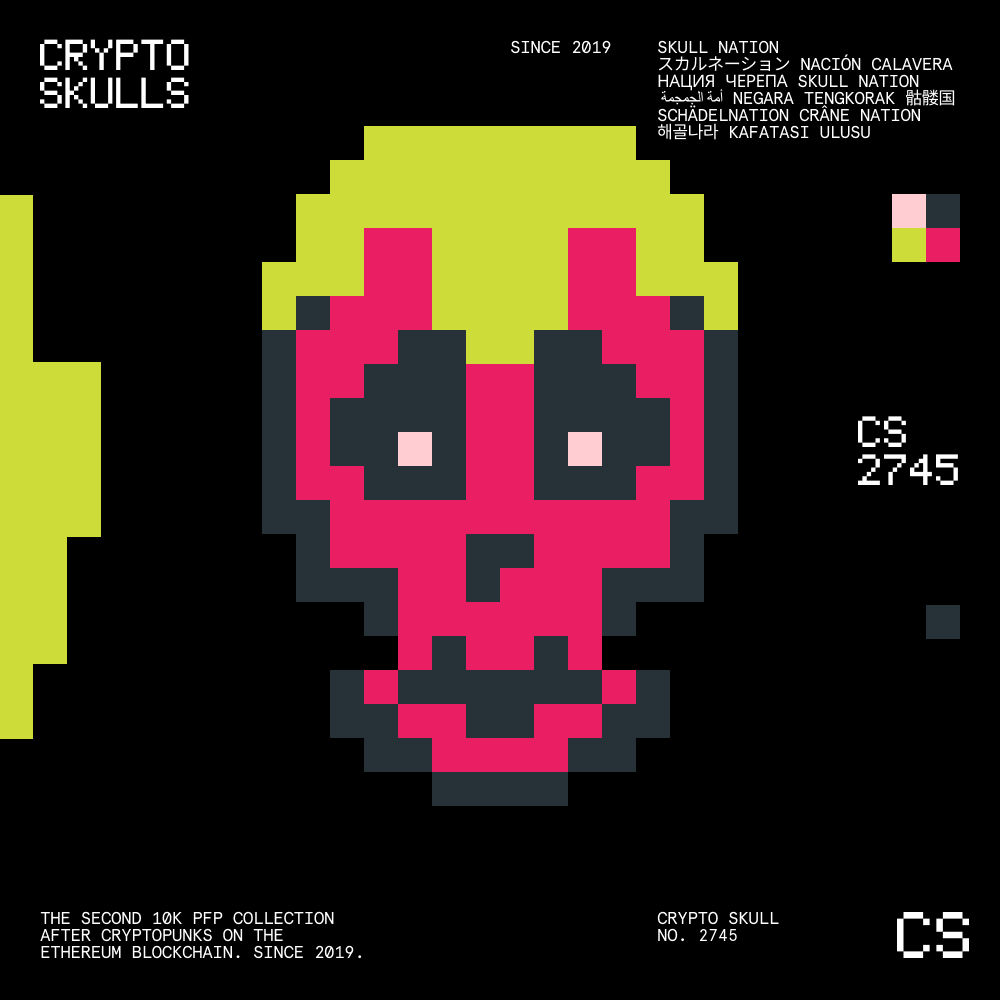 CRYPTO
SKULLS
SINCE 2019
SKULL NATION
スカルネーション NACIÓN CALAVERA
НАЦИЯ ЧЕРЕПА SKULL NATION
أمة الجمجمة NEGARA TENGKORAK 骷髅国
SCHÄDELNATION CRÂNE NATION
해골나라 KAFATASI ULUSU
CS
2745
THE SECOND 10K PFP COLLECTION
AFTER CRYPTOPUNKS ON THE
ETHEREUM BLOCKCHAIN. SINCE 2019.
CRYPTO SKULL
NO. 2745
CS